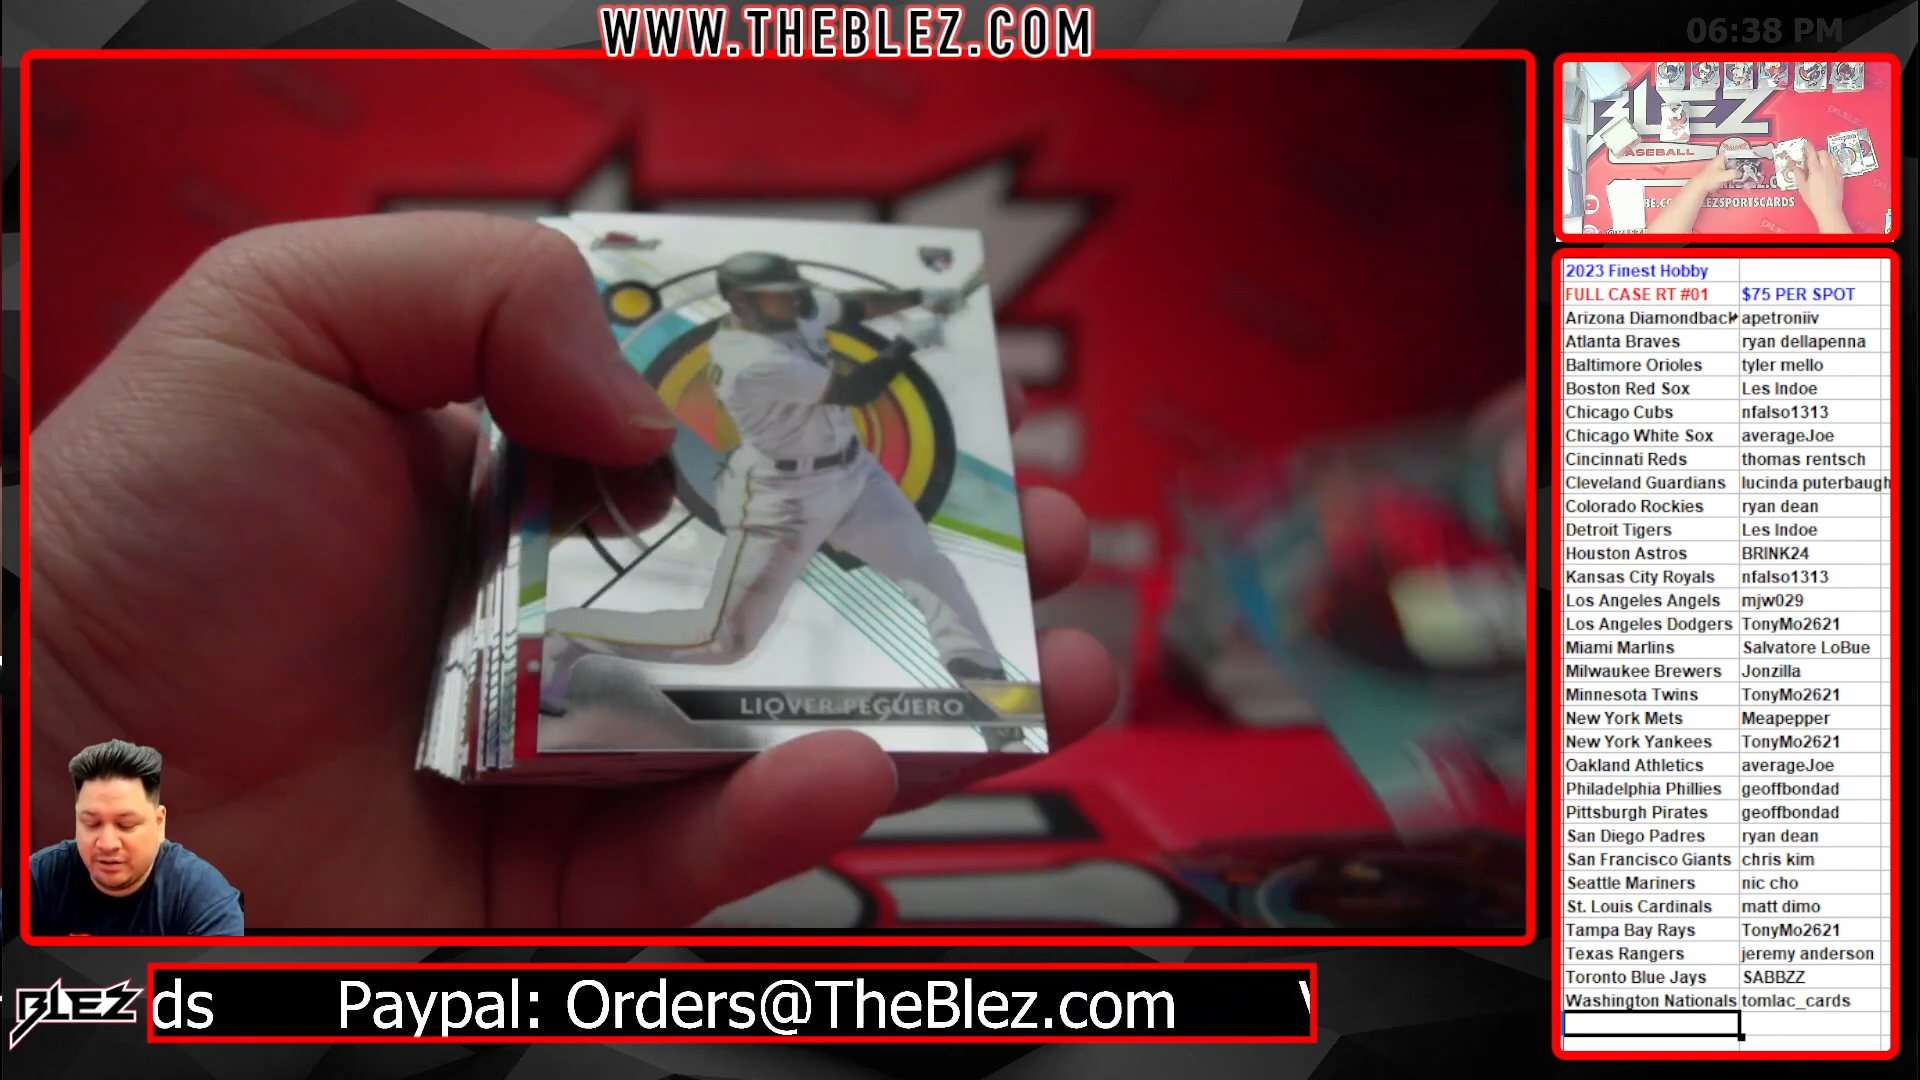 WWW.THEBLEZ.COM
06:38 PM
BLEZ
BASEBALL
LIOVER PEGUERO
2023 Finest Hobby
FULL CASE RT #01 $75 PER SPOT
Arizona Diamondback apetroniiv
Atlanta Braves ryan dellapenna
Baltimore Orioles tyler mello
Boston Red Sox Les Indoe
Chicago Cubs nfalso1313
Chicago White Sox averageJoe
Cincinnati Reds thomas rentsch
Cleveland Guardians lucinda puterbaugh
Colorado Rockies ryan dean
Detroit Tigers Les Indoe
Houston Astros BRINK24
Kansas City Royals nfalso1313
Los Angeles Angels mjw029
Los Angeles Dodgers TonyMo2621
Miami Marlins Salvatore LoBue
Milwaukee Brewers Jonzilla
Minnesota Twins TonyMo2621
New York Mets Meapepper
New York Yankees TonyMo2621
Oakland Athletics averageJoe
Philadelphia Phillies geoffbondad
Pittsburgh Pirates geoffbondad
San Diego Padres ryan dean
San Francisco Giants chris kim
Seattle Mariners nic cho
St. Louis Cardinals matt dimo
Tampa Bay Rays TonyMo2621
Texas Rangers jeremy anderson
Toronto Blue Jays SABBZZ
Washington Nationals tomlac_cards
BLEZ
ds Paypal: Orders@TheBlez.com